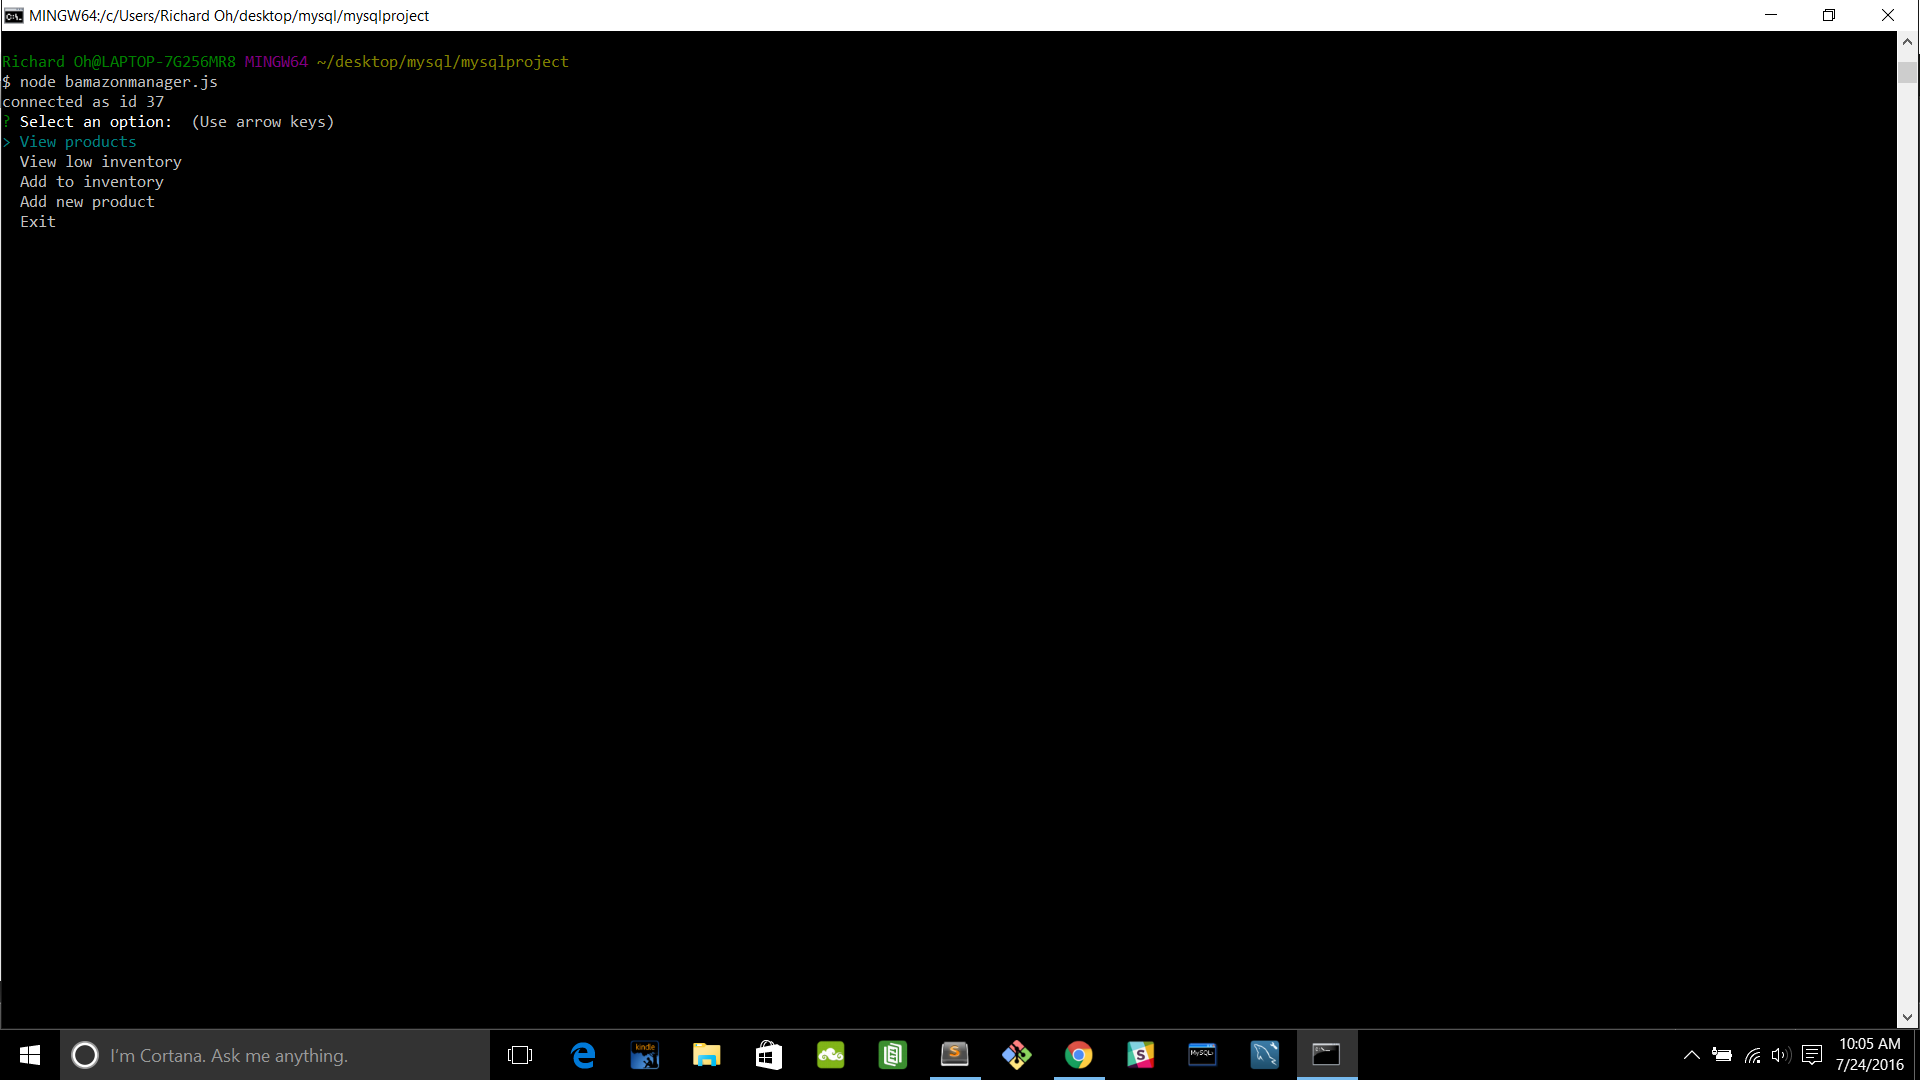 MINGW64:/c/Users/Richard Oh/desktop/mysql/mysqlproject
Richard Oh@LAPTOP-7G256MR8 MINGW64 ~/desktop/mysql/mysqlproject
$ node bamazonmanager.js
connected as id 37
? Select an option:  (Use arrow keys)
> View products
  View low inventory
  Add to inventory
  Add new product
  Exit
I'm Cortana. Ask me anything.
kindle
MySQL>
10:05 AM
7/24/2016